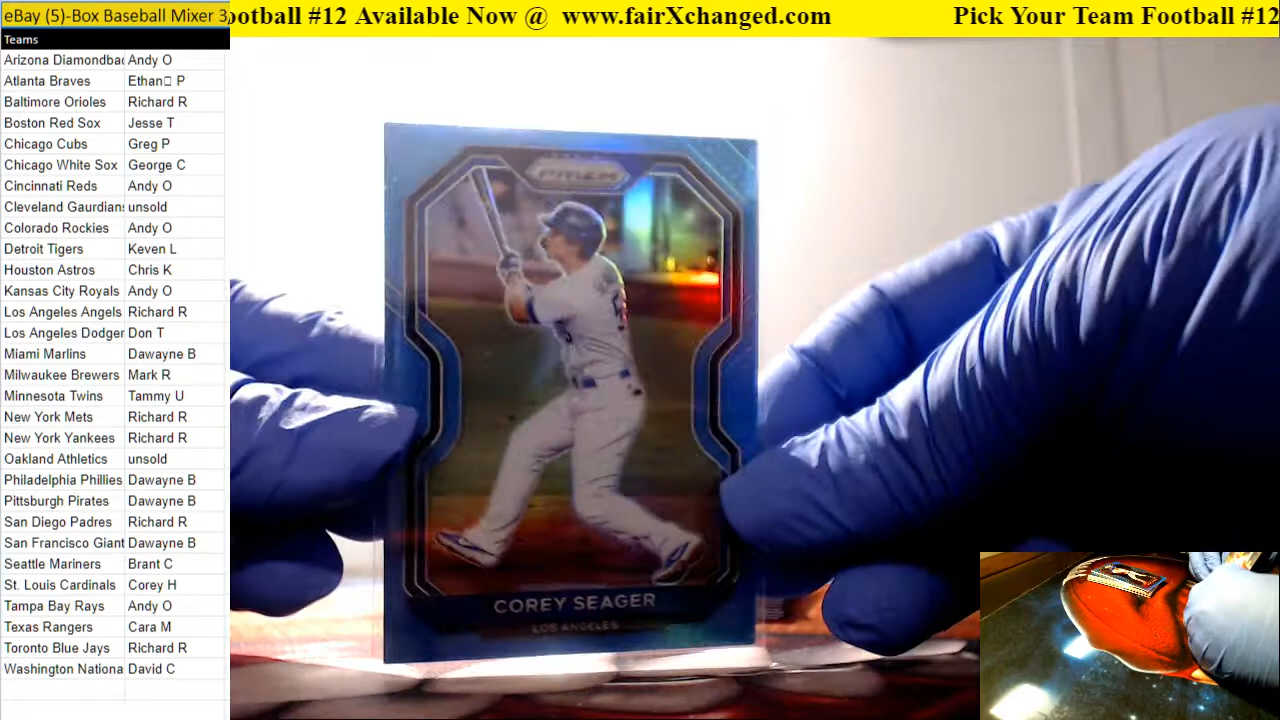 eBay (5)-Box Baseball Mixer 3
ootball #12 Available Now @ www.fairXchanged.com Pick Your Team Football #12
Teams
Arizona Diamondba Andy O
Atlanta Braves Ethan□ P
Baltimore Orioles Richard R
Boston Red Sox Jesse T
Chicago Cubs Greg P
Chicago White Sox George C
Cincinnati Reds Andy O
Cleveland Gaurdians unsold
Colorado Rockies Andy O
Detroit Tigers Keven L
Houston Astros Chris K
Kansas City Royals Andy O
Los Angeles Angels Richard R
Los Angeles Dodger Don T
Miami Marlins Dawayne B
Milwaukee Brewers Mark R
Minnesota Twins Tammy U
New York Mets Richard R
New York Yankees Richard R
Oakland Athletics unsold
Philadelphia Phillies Dawayne B
Pittsburgh Pirates Dawayne B
San Diego Padres Richard R
San Francisco Giant Dawayne B
Seattle Mariners Brant C
St. Louis Cardinals Corey H
Tampa Bay Rays Andy O
Texas Rangers Cara M
Toronto Blue Jays Richard R
Washington Nationa David C
PRIZM
COREY SEAGER
LOS ANGELES